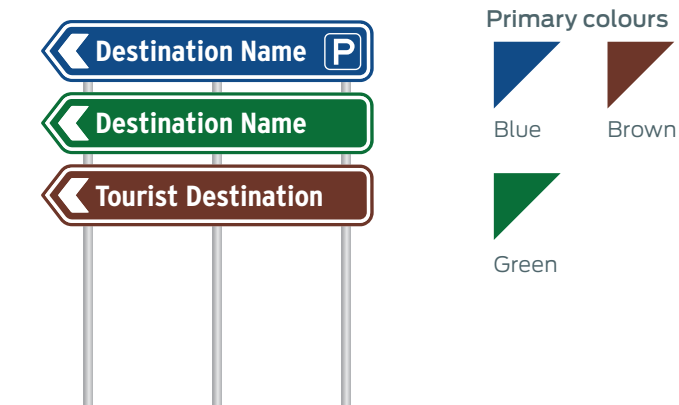 Destination Name P
Destination Name
Tourist Destination
Primary colours
Blue
Brown
Green